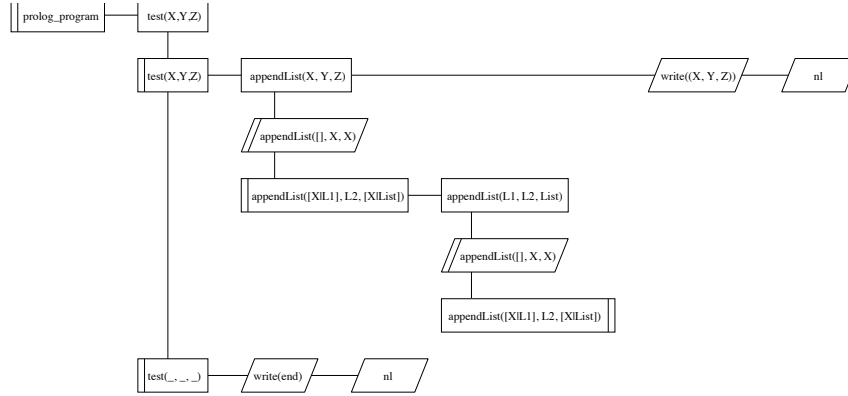 prolog_program
test(X,Y,Z)
test(X,Y,Z)
appendList(X, Y, Z)
write((X, Y, Z))
nl
appendList([], X, X)
appendList([X|L1], L2, [X|List])
appendList(L1, L2, List)
appendList([], X, X)
appendList([X|L1], L2, [X|List])
test(_, _, _)
write(end)
nl